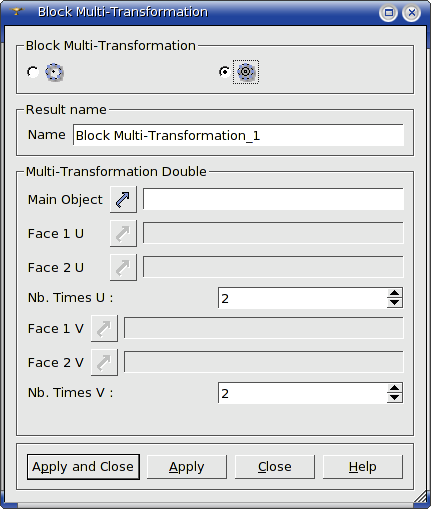 Block Multi-Transformation
Block Multi-Transformation
Result name
Name Block Multi-Transformation_1
Multi-Transformation Double
Main Object
Face 1 U
Face 2 U
Nb. Times U : 2
Face 1 V
Face 2 V
Nb. Times V : 2
Apply and Close Apply Close Help